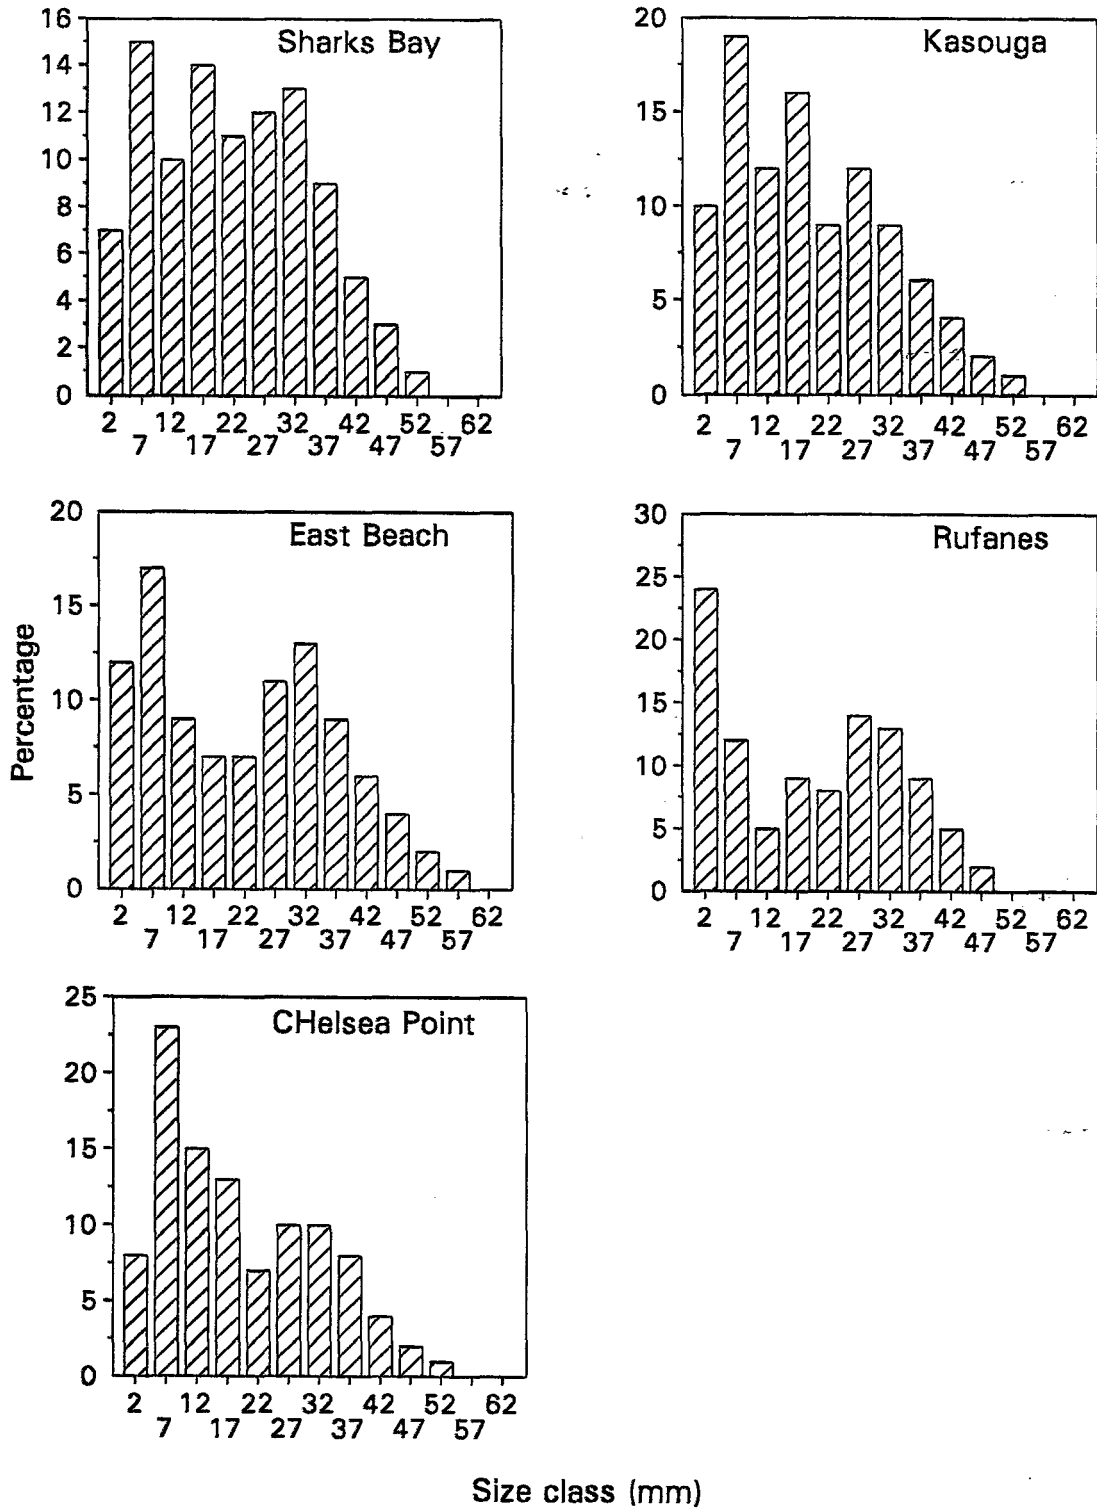 Sharks Bay
16
14
12
10
8
6
4
2
0
2 12 22 32 42 52 62
7 17 27 37 47 57
Kasouga
20
15
10
5
0
2 12 22 32 42 52 62
7 17 27 37 47 57
Percentage
East Beach
20
15
10
5
0
2 12 22 32 42 52 62
7 17 27 37 47 57
Rufanes
30
25
20
15
10
5
0
2 12 22 32 42 52 62
7 17 27 37 47 57
CHelsea Point
25
20
15
10
5
0
2 12 22 32 42 52 62
7 17 27 37 47 57
Size class (mm)